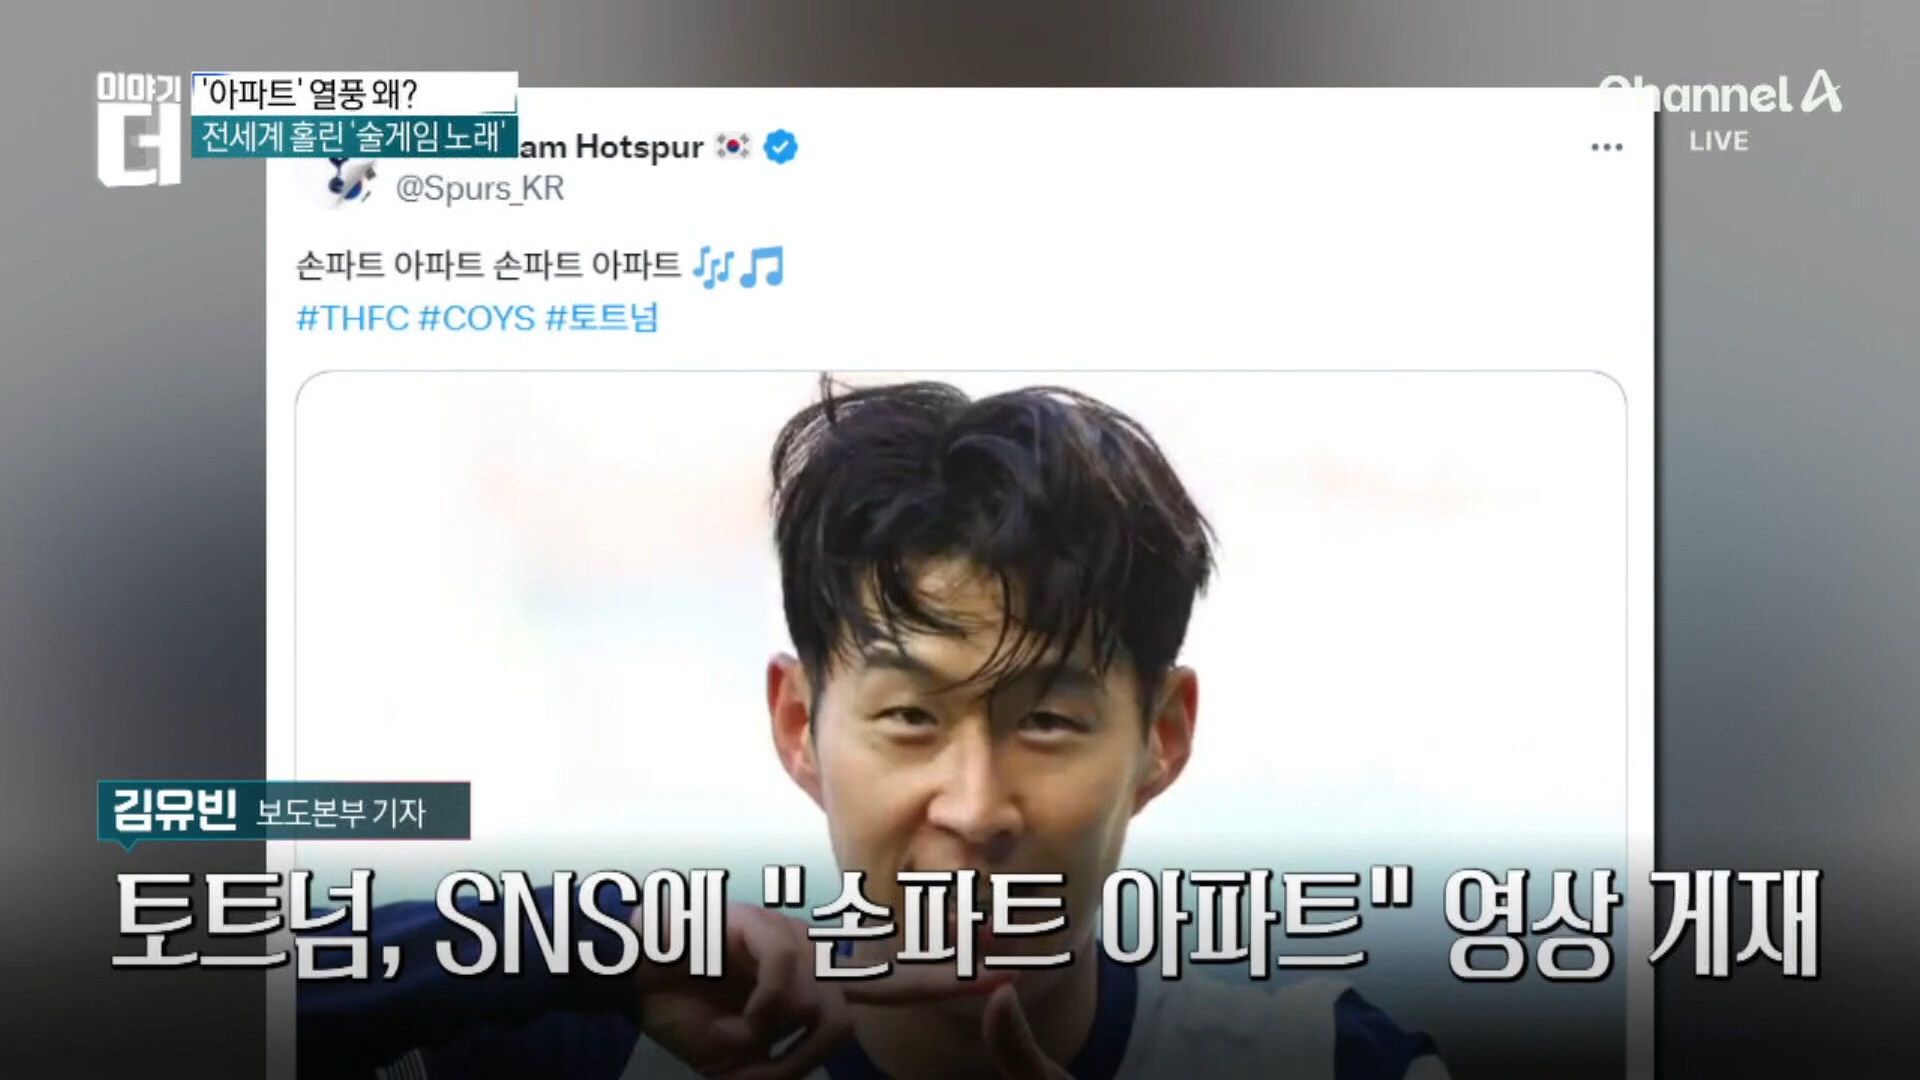 이야기 더
'아파트' 열풍 왜?
전세계 홀린 '술게임 노래'
Channel A
LIVE
am Hotspur
@Spurs_KR
손파트 아파트 손파트 아파트
#THFC #COYS #토트넘
김유빈 보도본부 기자
토트넘, SNS에 "손파트 아파트" 영상 게재